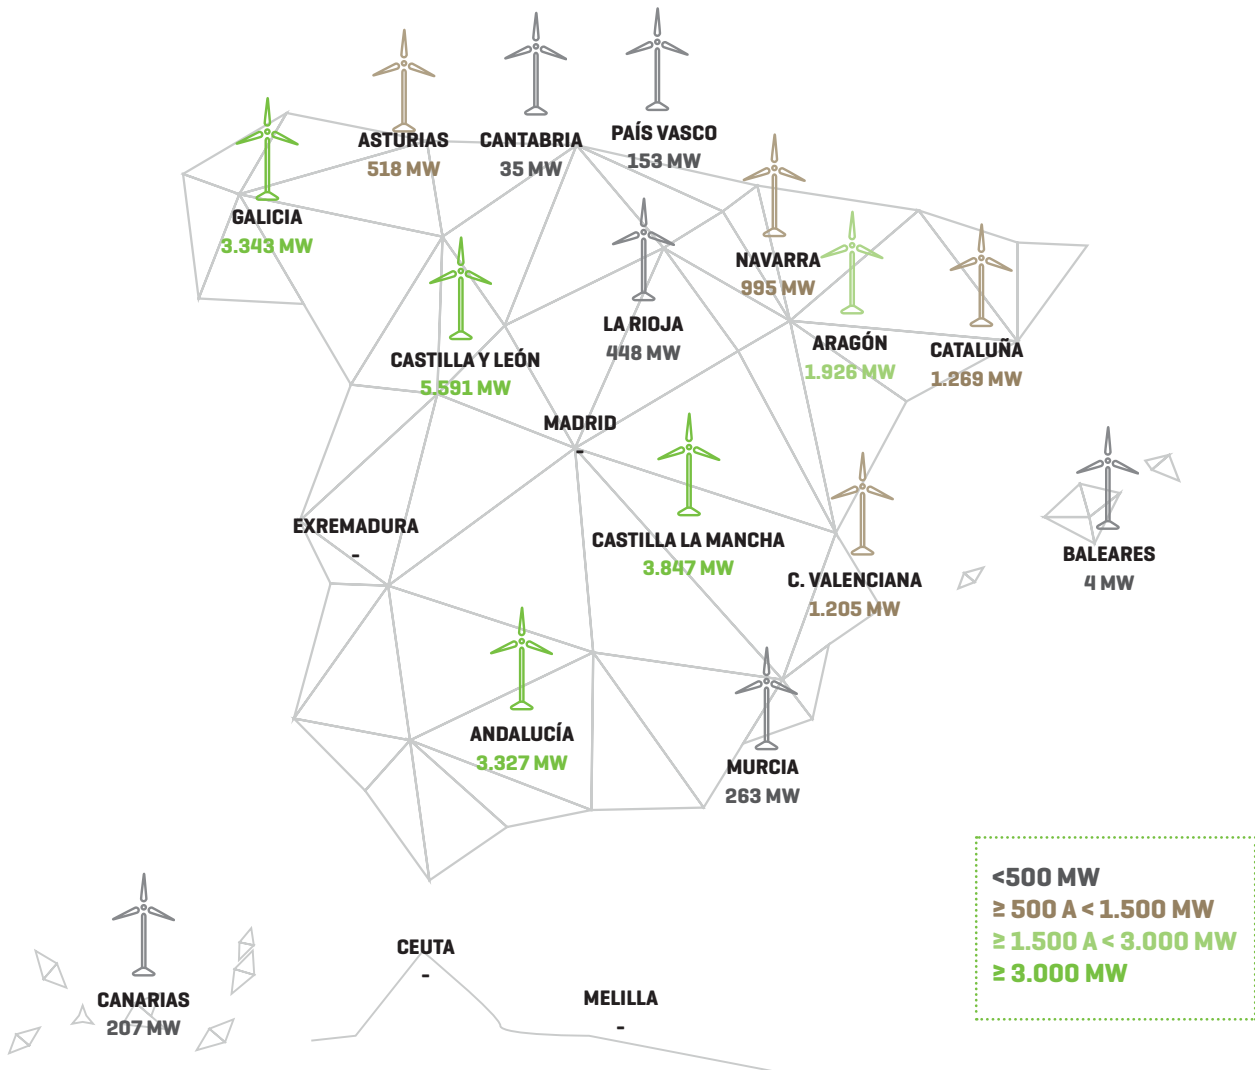 ASTURIAS
518 MW
CANTABRIA
35 MW
PAÍS VASCO
153 MW
GALICIA
3.343 MW
NAVARRA
995 MW
CASTILLA Y LEÓN
5.591 MW
LA RIOJA
448 MW
ARAGÓN
1.926 MW
CATALUÑA
1.269 MW
MADRID
-
EXREMADURA
-
CASTILLA LA MANCHA
3.847 MW
C. VALENCIANA
1.205 MW
BALEARES
4 MW
ANDALUCÍA
3.327 MW
MURCIA
263 MW
CANARIAS
207 MW
CEUTA
-
MELILLA
-
<500 MW
≥ 500 A < 1.500 MW
≥ 1.500 A < 3.000 MW
≥ 3.000 MW